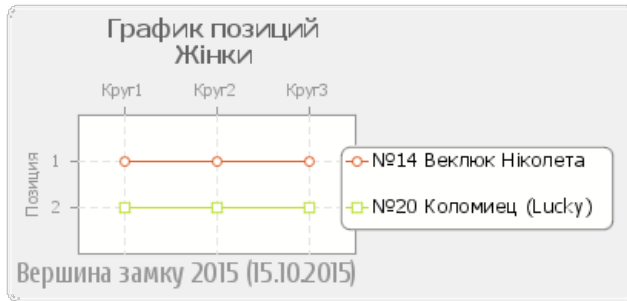 График позиций
Жінки
Круг1 Круг2 Круг3
Позиция
1
2
№14 Веклюк Ніколета
№20 Коломиец (Lucky)
Вершина замку 2015 (15.10.2015)